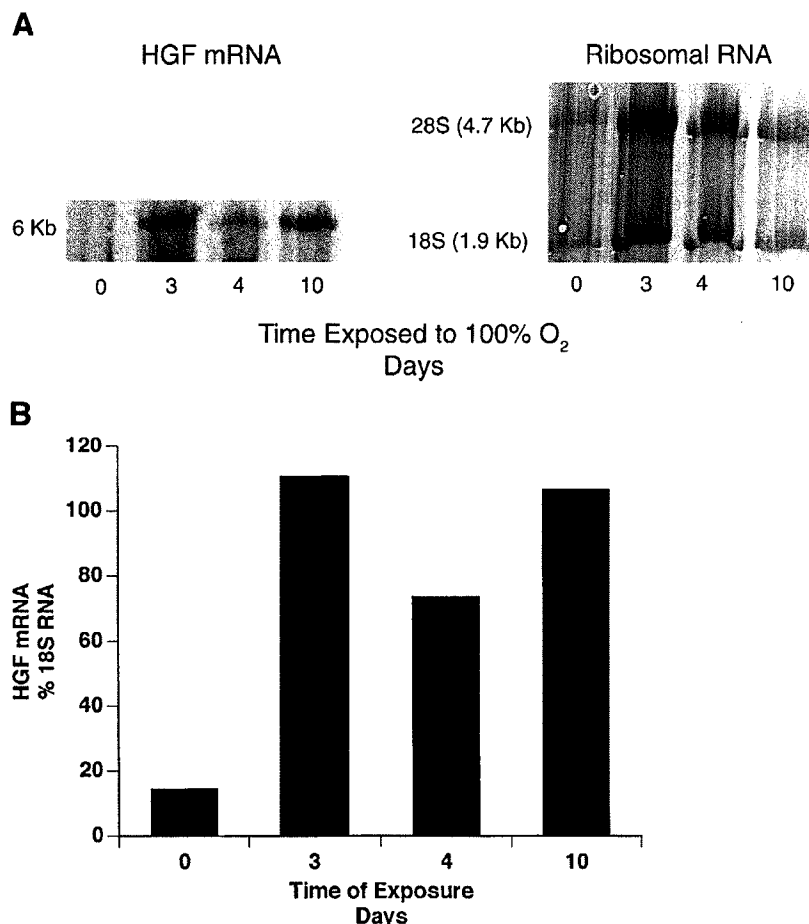 A
HGF mRNA
Ribosomal RNA
28S (4.7 Kb)
6 Kb
18S (1.9 Kb)
0 3 4 10
0 3 4 10
Time Exposed to 100% O₂
Days
B
120
100
80
60
40
20
0
HGF mRNA
% 18S RNA
0 3 4 10
Time of Exposure
Days